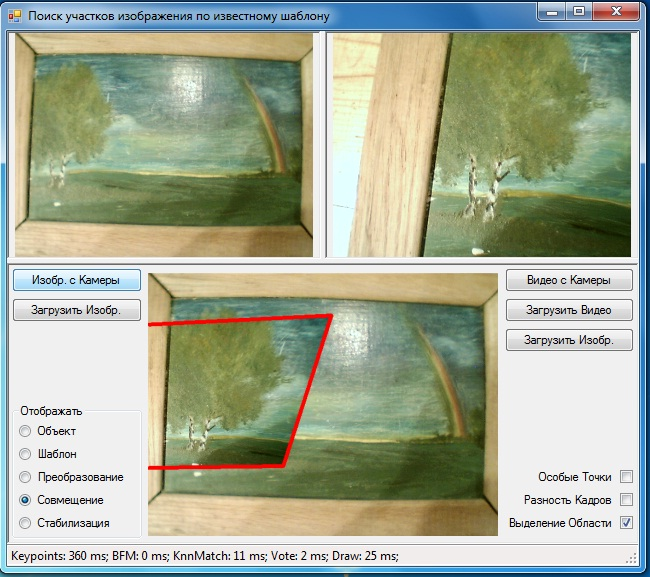 Поиск участков изображения по известному шаблону
Изобр. с Камеры
Загрузить Изобр.
Видео с Камеры
Загрузить Видео
Загрузить Изобр.
Отображать
Объект
Шаблон
Преобразование
Совмещение
Стабилизация
Особые Точки
Разность Кадров
Выделение Области
Keypoints: 360 ms; BFM: 0 ms; KnnMatch: 11 ms; Vote: 2 ms; Draw: 25 ms;